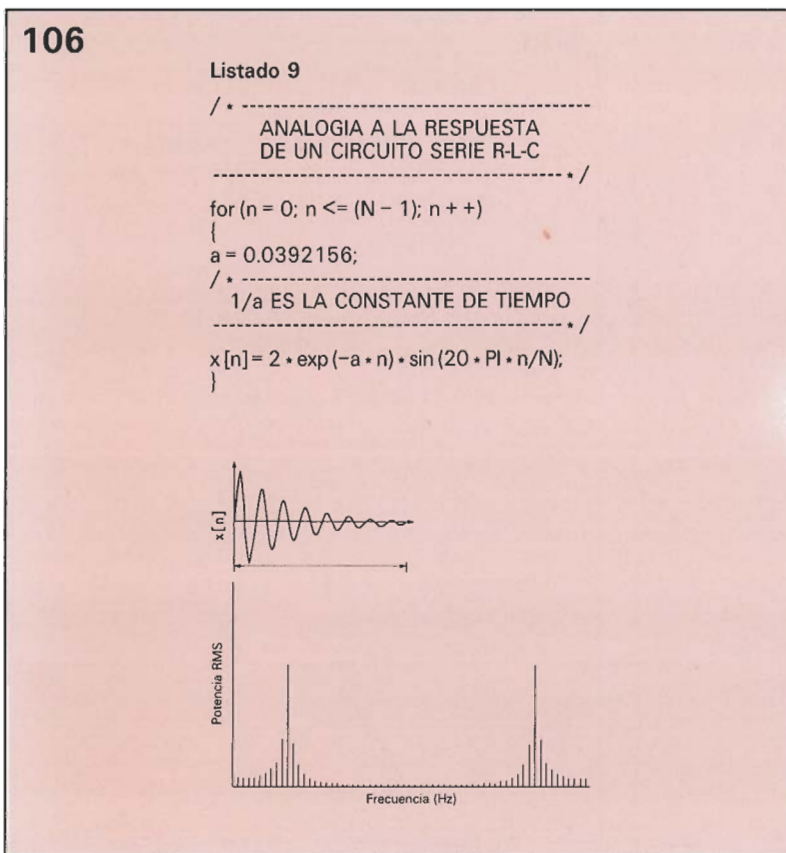 106
Listado 9
/* -----------------------------------
ANALOGIA A LA RESPUESTA
DE UN CIRCUITO SERIE R-L-C
----------------------------------- */
for (n = 0; n <= (N – 1); n + +)
{
a = 0.0392156;
/* -----------------------------------
1/a ES LA CONSTANTE DE TIEMPO
----------------------------------- */
x [n] = 2 * exp (–a * n) * sin (20 * PI * n/N);
}
x [n]
Potencia RMS
Frecuencia (Hz)